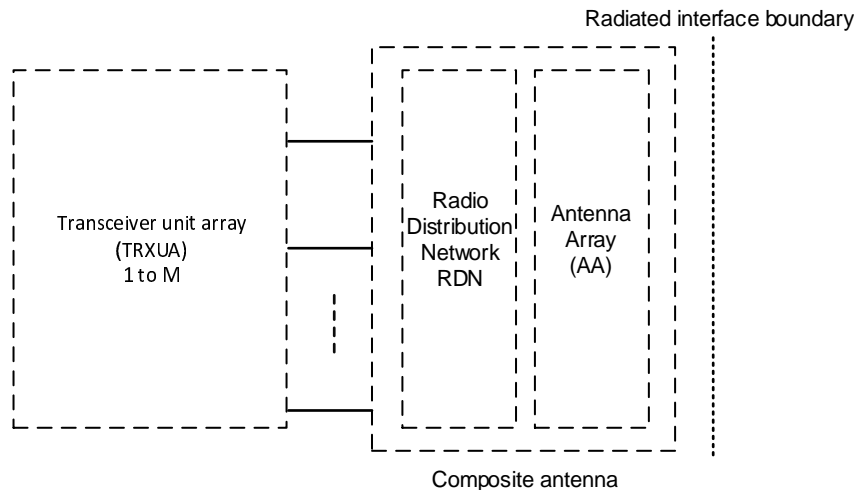 Radiated interface boundary
Transceiver unit array
(TRXUA)
1 to M
Radio
Distribution
Network
RDN
Antenna
Array
(AA)
Composite antenna